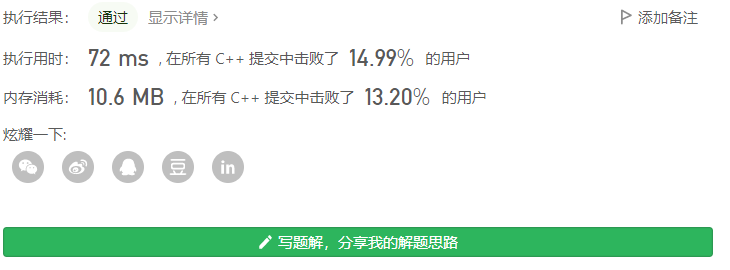 执行结果： 通过 显示详情 > 添加备注
执行用时： 72 ms , 在所有 C++ 提交中击败了 14.99% 的用户
内存消耗： 10.6 MB , 在所有 C++ 提交中击败了 13.20% 的用户
炫耀一下:
豆 in
写题解，分享我的解题思路